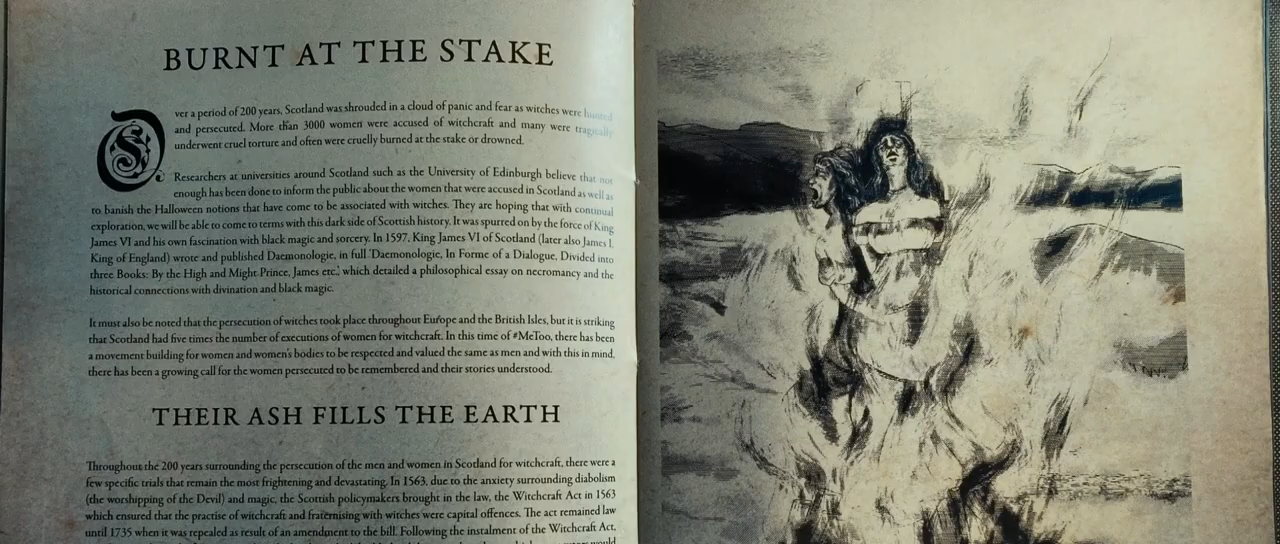 BURNT AT THE STAKE
Over a period of 200 years, Scotland was shrouded in a cloud of panic and fear as witches were hunted
and persecuted. More than 3000 women were accused of witchcraft and many were tragically
underwent cruel torture and often were cruelly burned at the stake or drowned.
Researchers at universities around Scotland such as the University of Edinburgh believe that not
enough has been done to inform the public about the women that were accused in Scotland as well as
to banish the Halloween notions that have come to be associated with witches. They are hoping that with continual
exploration, we will be able to come to terms with this dark side of Scottish history. It was spurred on by the force of King
James VI and his own fascination with black magic and sorcery. In 1597, King James VI of Scotland (later also James I,
King of England) wrote and published Daemonologie, in full 'Daemonologie, In Forme of a Dialogue, Divided into
three Books: By the High and Might Prince, James etc.', which detailed a philosophical essay on necromancy and the
historical connections with divination and black magic.
It must also be noted that the persecution of witches took place throughout Europe and the British Isles, but it is striking
that Scotland had five times the number of executions of women for witchcraft. In this time of #MeToo, there has been
a movement building for women and women's bodies to be respected and valued the same as men and with this in mind,
there has been a growing call for the women persecuted to be remembered and their stories understood.
THEIR ASH FILLS THE EARTH
Throughout the 200 years surrounding the persecution of the men and women in Scotland for witchcraft, there were a
few specific trials that remain the most frightening and devastating. In 1563, due to the anxiety surrounding diabolism
(the worshipping of the Devil) and magic, the Scottish policymakers brought in the law, the Witchcraft Act in 1563
which ensured that the practise of witchcraft and fraternising with witches were capital offences. The act remained law
until 1735 when it was repealed as result of an amendment to the bill. Following the instalment of the Witchcraft Act,